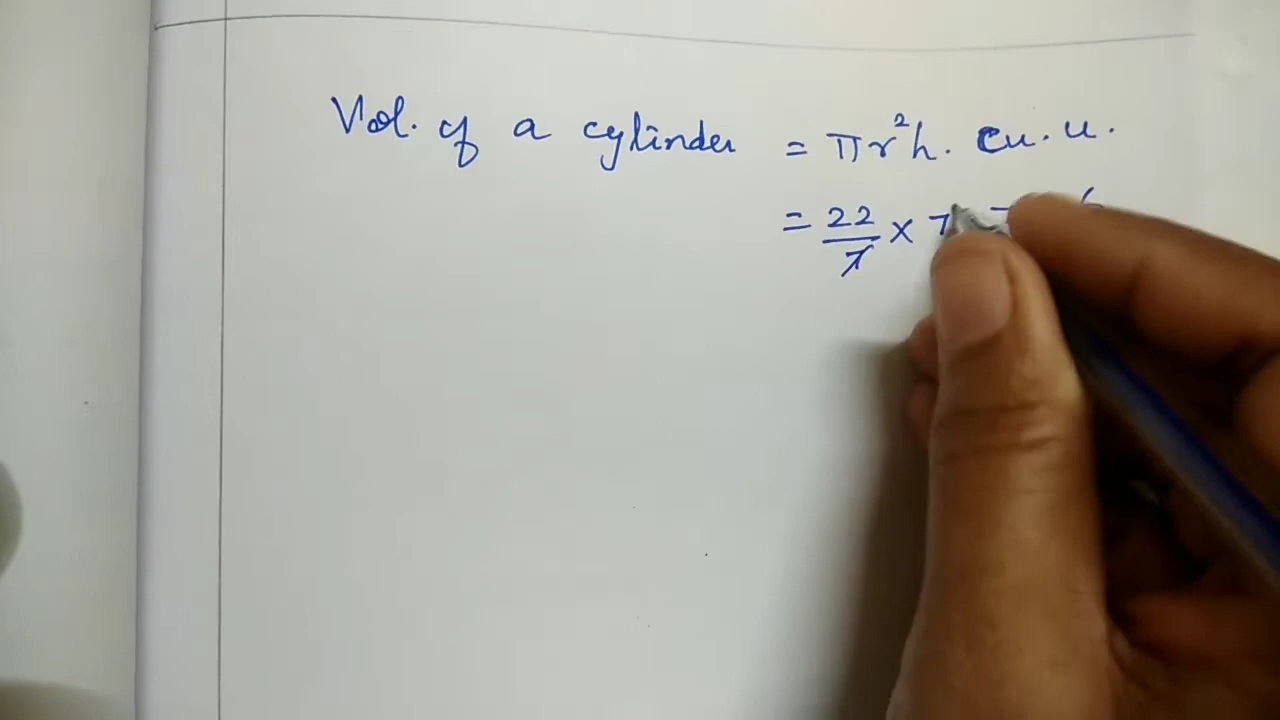 Vol. of a cylinder = πr²h. cu. u.
= 22/7 × 7